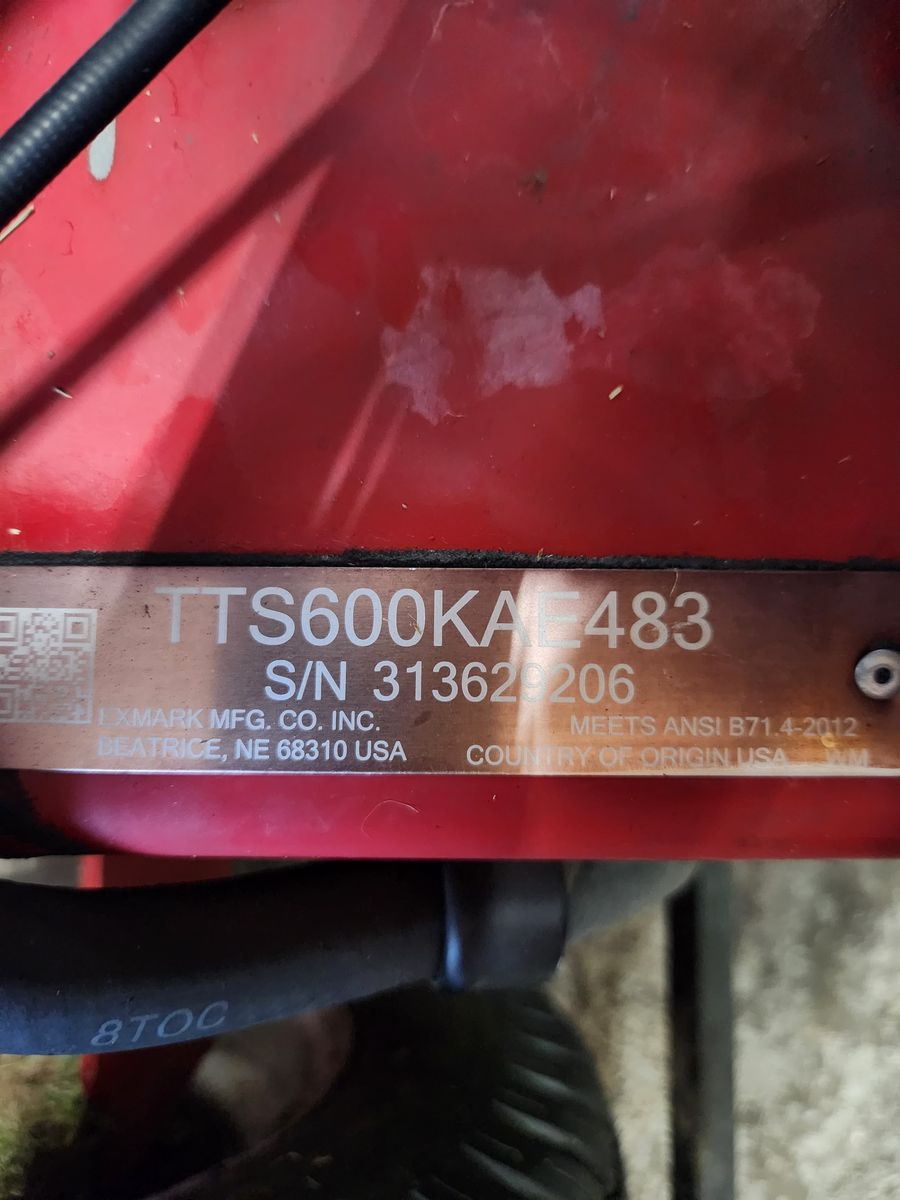 TTS600KAE483
S/N 313629206
EXMARK MFG. CO. INC.
BEATRICE, NE 68310 USA
MEETS ANSI B71.4-2012
COUNTRY OF ORIGIN USA WM
8TOC